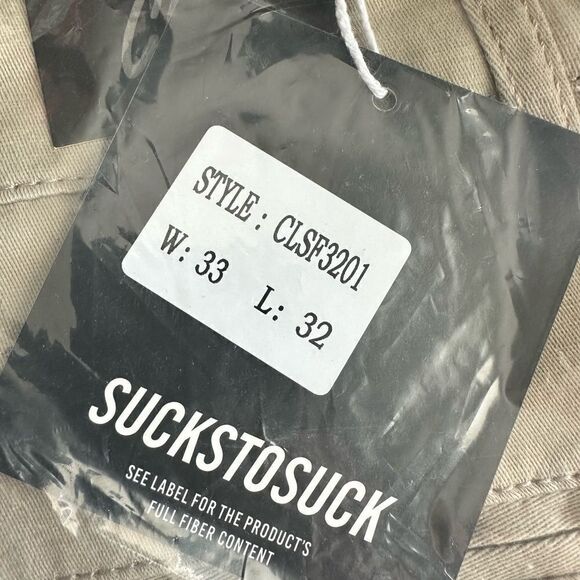 STYLE : CLSF3201
W: 33 L: 32
SUCKSTOSUCK
SEE LABEL FOR THE PRODUCT'S
FULL FIBER CONTENT